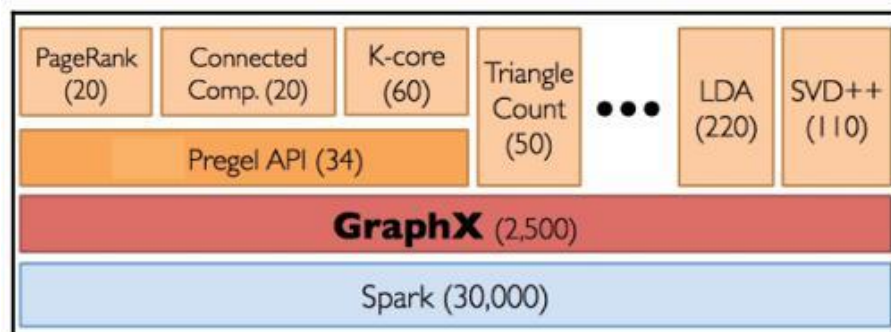 PageRank
(20)
Connected
Comp. (20)
K-core
(60)
Triangle
Count
(50)
LDA
(220)
SVD++
(110)
Pregel API (34)
GraphX (2,500)
Spark (30,000)